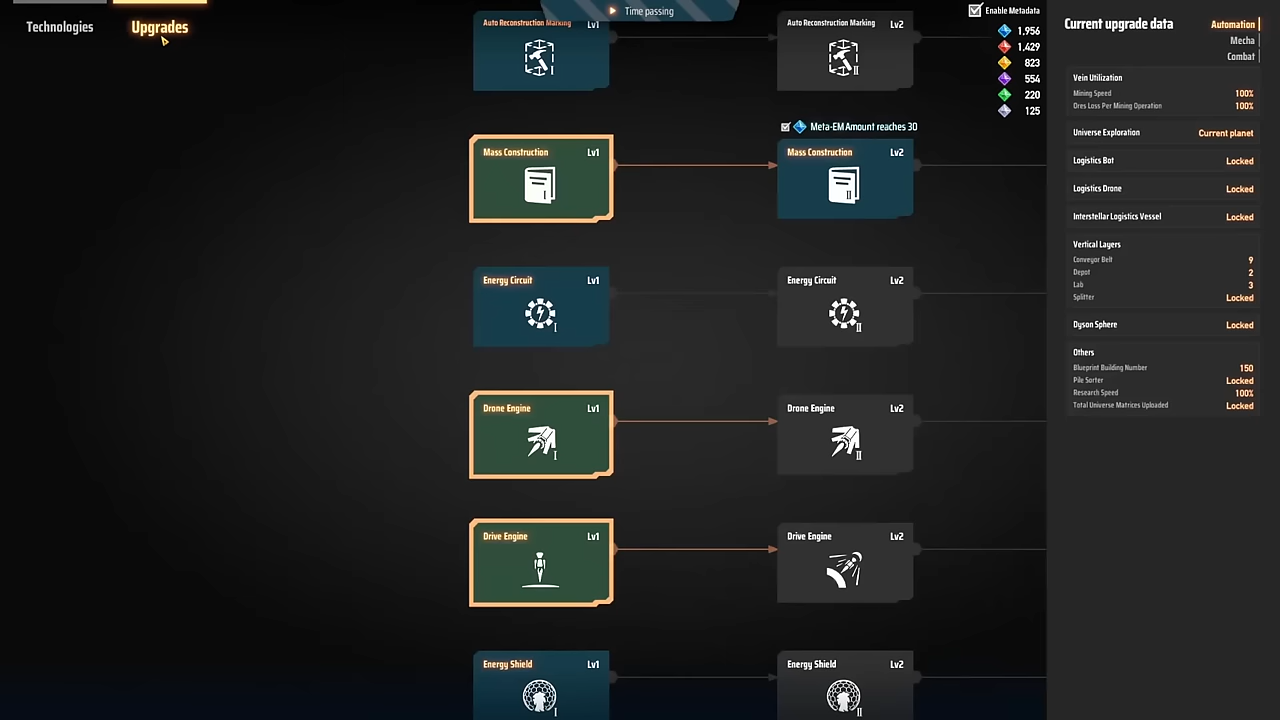 Time passing
Technologies
Upgrades
Auto Reconstruction Marking Lv1
I
Auto Reconstruction Marking Lv2
II
Enable Metadata
1,956
1,429
823
554
220
125
Meta-EM Amount reaches 30
Mass Construction Lv1
I
Mass Construction Lv2
II
Energy Circuit Lv1
I
Energy Circuit Lv2
II
Drone Engine Lv1
I
Drone Engine Lv2
II
Drive Engine Lv1
Drive Engine Lv2
Energy Shield Lv1
I
Energy Shield Lv2
II
Current upgrade data
Automation
Mecha
Combat
Vein Utilization
Mining Speed 100%
Ores Loss Per Mining Operation 100%
Universe Exploration Current planet
Logistics Bot Locked
Logistics Drone Locked
Interstellar Logistics Vessel Locked
Vertical Layers
Conveyor Belt 9
Depot 2
Lab 3
Splitter Locked
Dyson Sphere Locked
Others
Blueprint Building Number 150
Pile Sorter Locked
Research Speed 100%
Total Universe Matrices Uploaded Locked